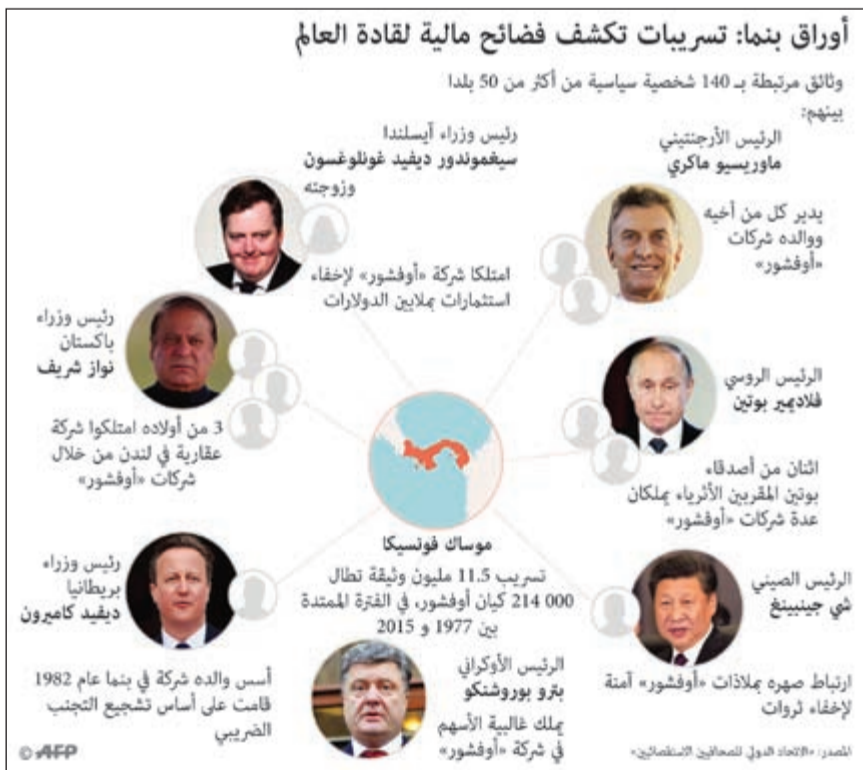 أوراق بنما: تسريبات تكشف فضائح مالية لقادة العالم
وثائق مرتبطة بـ 140 شخصية سياسية من أكثر من 50 بلدا
بينهم:
الرئيس الأرجنتيني
ماوريسيو ماكري
يدير كل من أخيه
ووالده شركات
«أوفشور»
رئيس وزراء آيسلندا
سيغموندور ديفيد غونلوغسون
وزوجته
امتلكا شركة «أوفشور» لإخفاء
استثمارات بملايين الدولارات
الرئيس الروسي
فلاديمير بوتين
اثنان من أصدقاء
بوتين المقربين الأثرياء يملكان
عدة شركات «أوفشور»
رئيس وزراء
باكستان
نواز شريف
3 من أولاده امتلكوا شركة
عقارية في لندن من خلال
شركات «أوفشور»
موساك فونسيكا
تسريب 11.5 مليون وثيقة تطال
000 214 كيان أوفشور، في الفترة الممتدة
بين 1977 و 2015
الرئيس الصيني
شي جينبينغ
ارتباط صهره بملاذات «أوفشور» آمنة
لإخفاء ثروات
الرئيس الأوكراني
بترو بوروشنكو
يملك غالبية الأسهم
في شركة «أوفشور»
رئيس وزراء
بريطانيا
ديفيد كاميرون
أسس والده شركة في بنما عام 1982
قامت على أساس تشجيع التجنب
الضريبي
المصدر: «الاتحاد الدولي للصحافيين الاستقصائيين»
© AFP